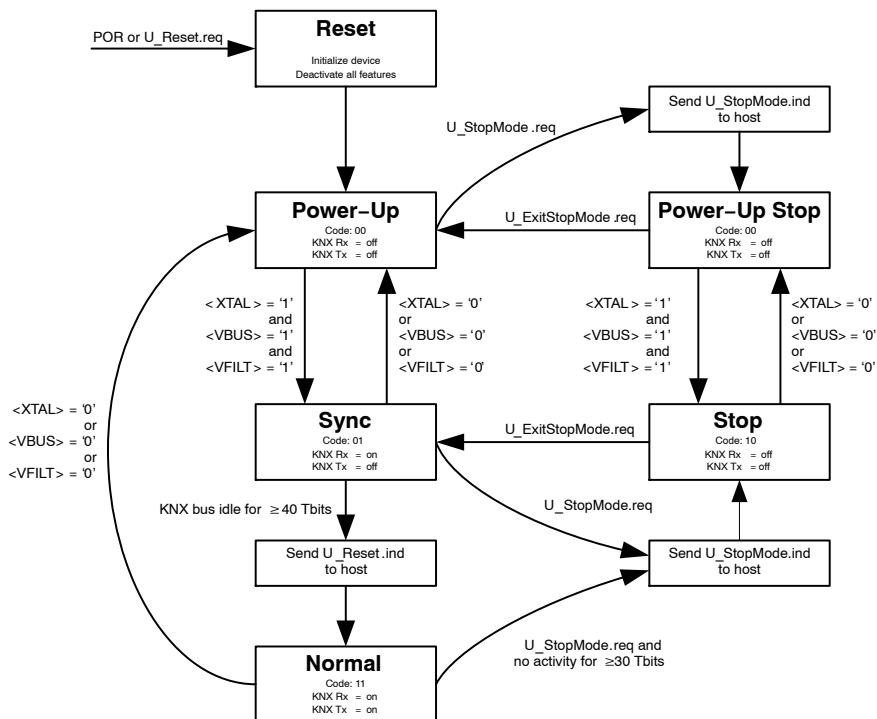 POR or U_Reset.req
Reset
Initialize device
Deactivate all features
U_StopMode .req
Send U_StopMode.ind
to host
Power−Up
Code: 00
KNX Rx = off
KNX Tx = off
U_ExitStopMode .req
Power−Up Stop
Code: 00
KNX Rx = off
KNX Tx = off
<XTAL> = ‘1’
and
<VBUS> = ‘1’
and
<VFILT> = ‘1’
<XTAL> = ‘0’
or
<VBUS> = ‘0’
or
<VFILT> = ‘0’
<XTAL> = ‘1’
and
<VBUS> = ‘1’
and
<VFILT> = ‘1’
<XTAL> = ‘0’
or
<VBUS> = ‘0’
or
<VFILT> = ‘0’
<XTAL> = ‘0’
or
<VBUS> = ‘0’
or
<VFILT> = ‘0’
Sync
Code: 01
KNX Rx = on
KNX Tx = off
U_ExitStopMode.req
Stop
Code: 10
KNX Rx = off
KNX Tx = off
KNX bus idle for ≥40 Tbits
U_StopMode.req
Send U_Reset.ind
to host
Send U_StopMode.ind
to host
Normal
Code: 11
KNX Rx = on
KNX Tx = on
U_StopMode.req and
no activity for ≥30 Tbits